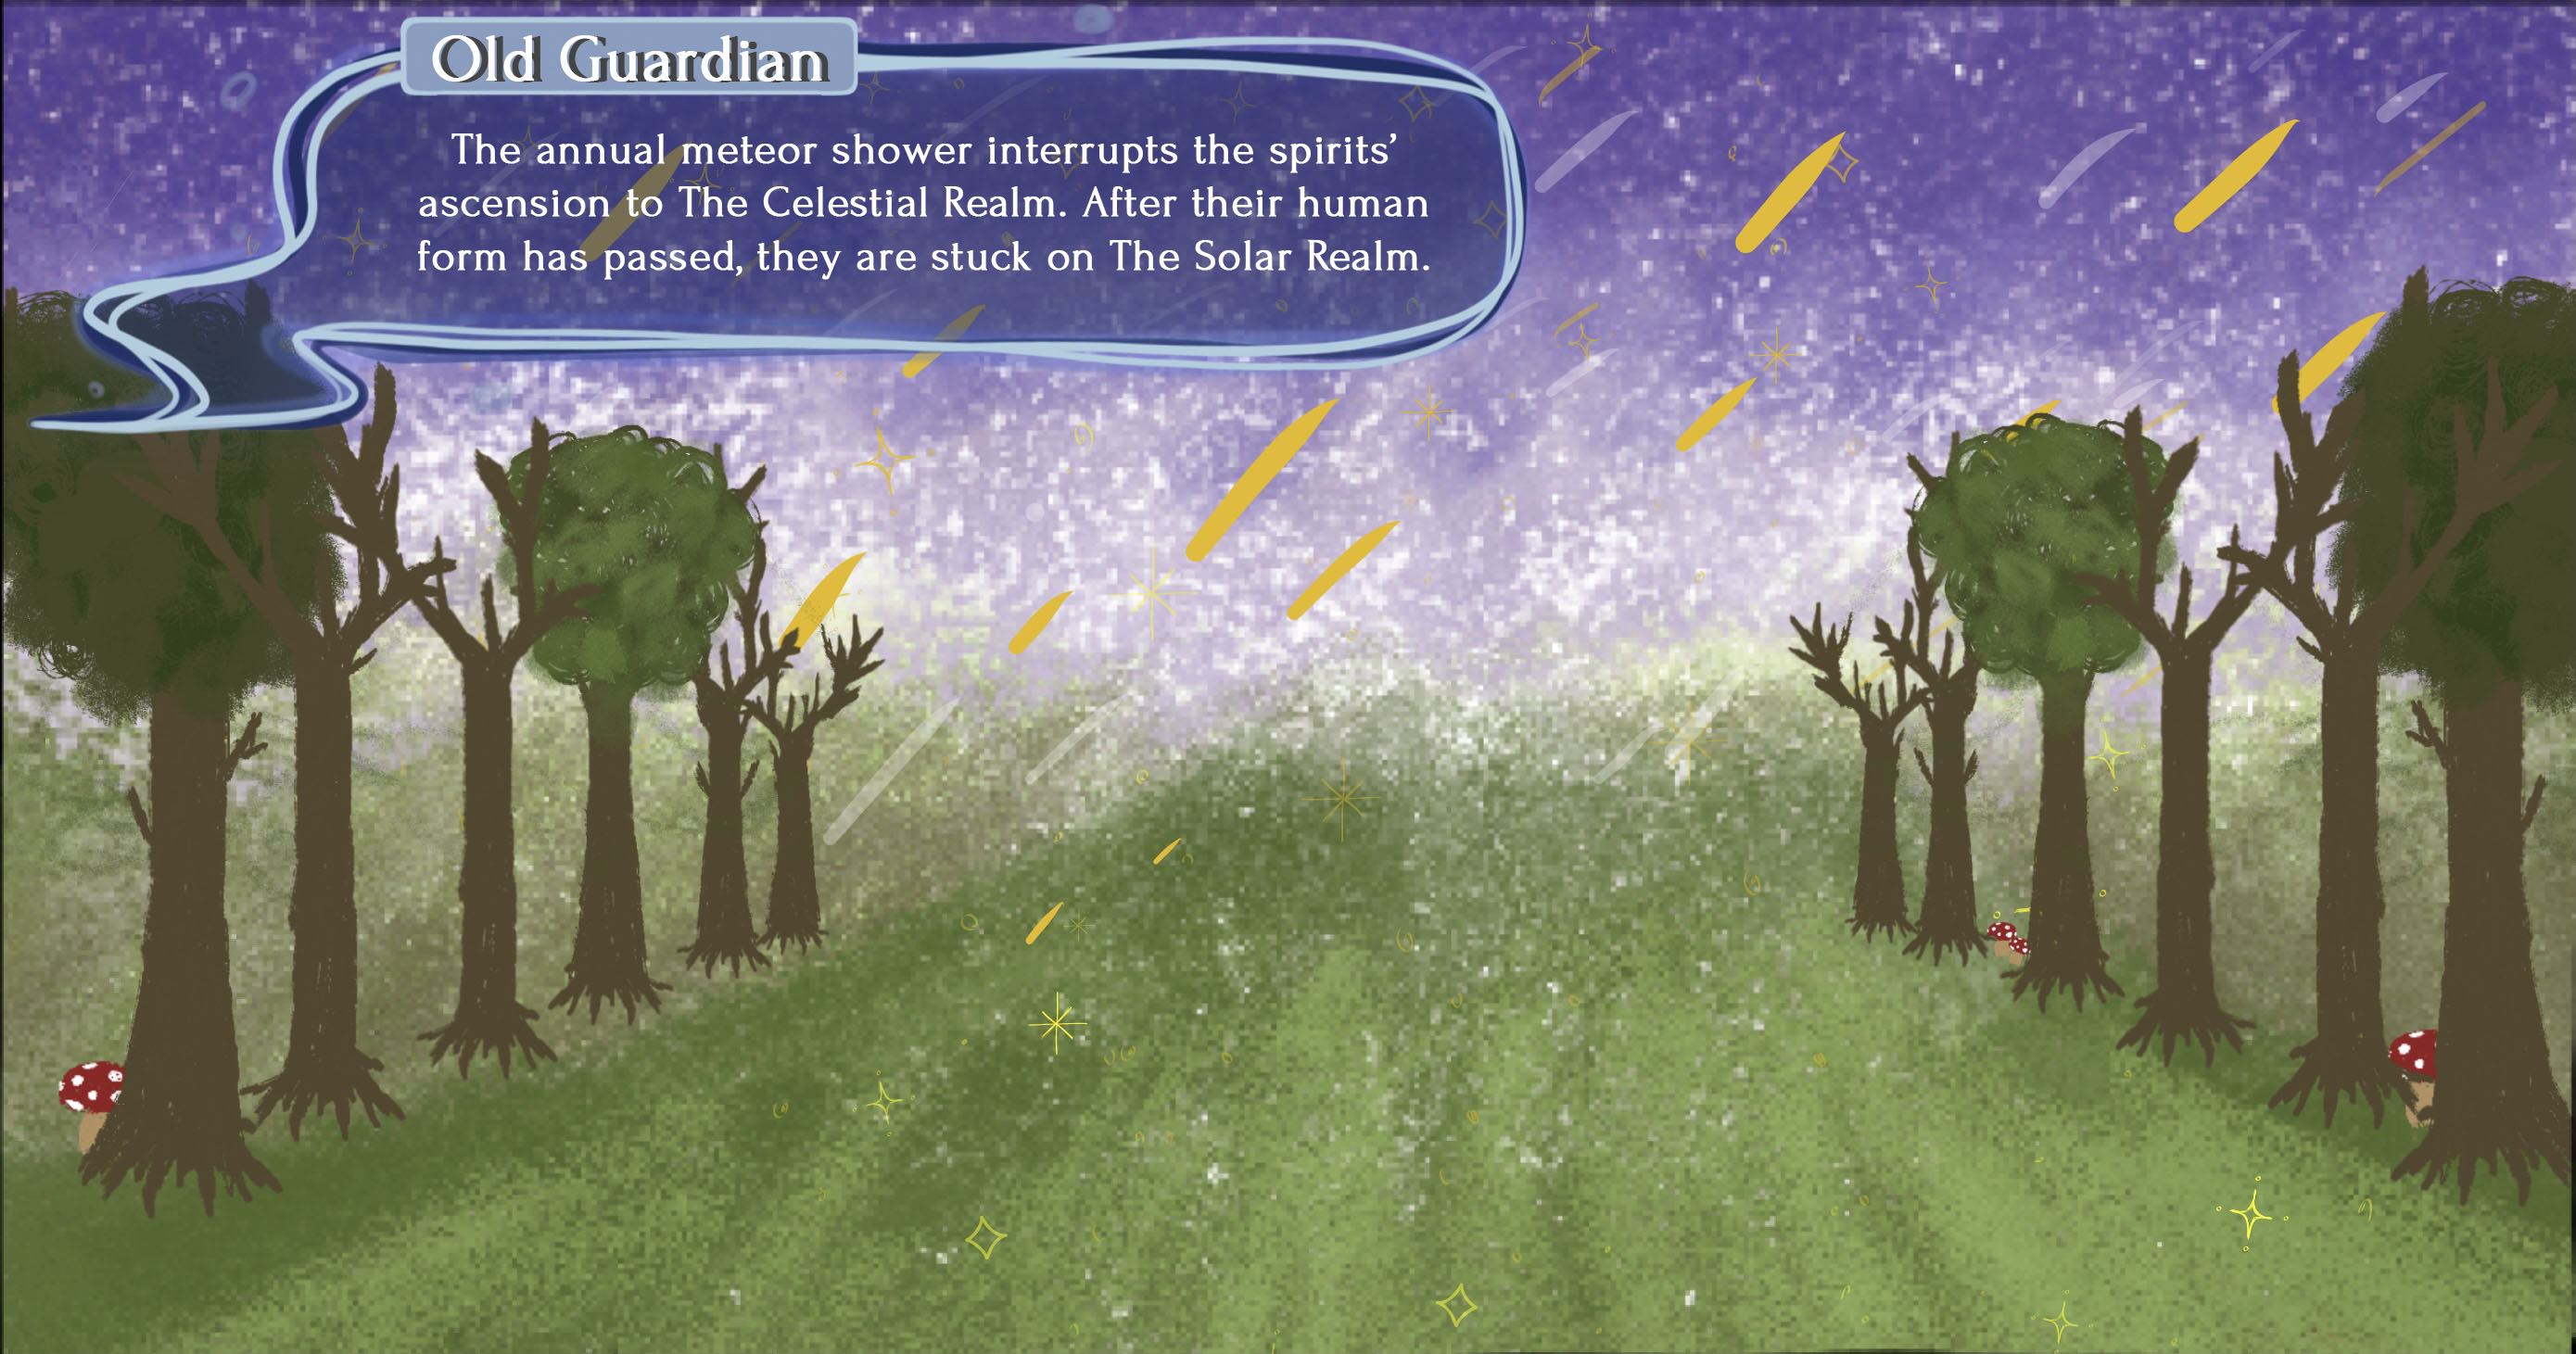 Old Guardian
The annual meteor shower interrupts the spirits’
ascension to The Celestial Realm. After their human
form has passed, they are stuck on The Solar Realm.